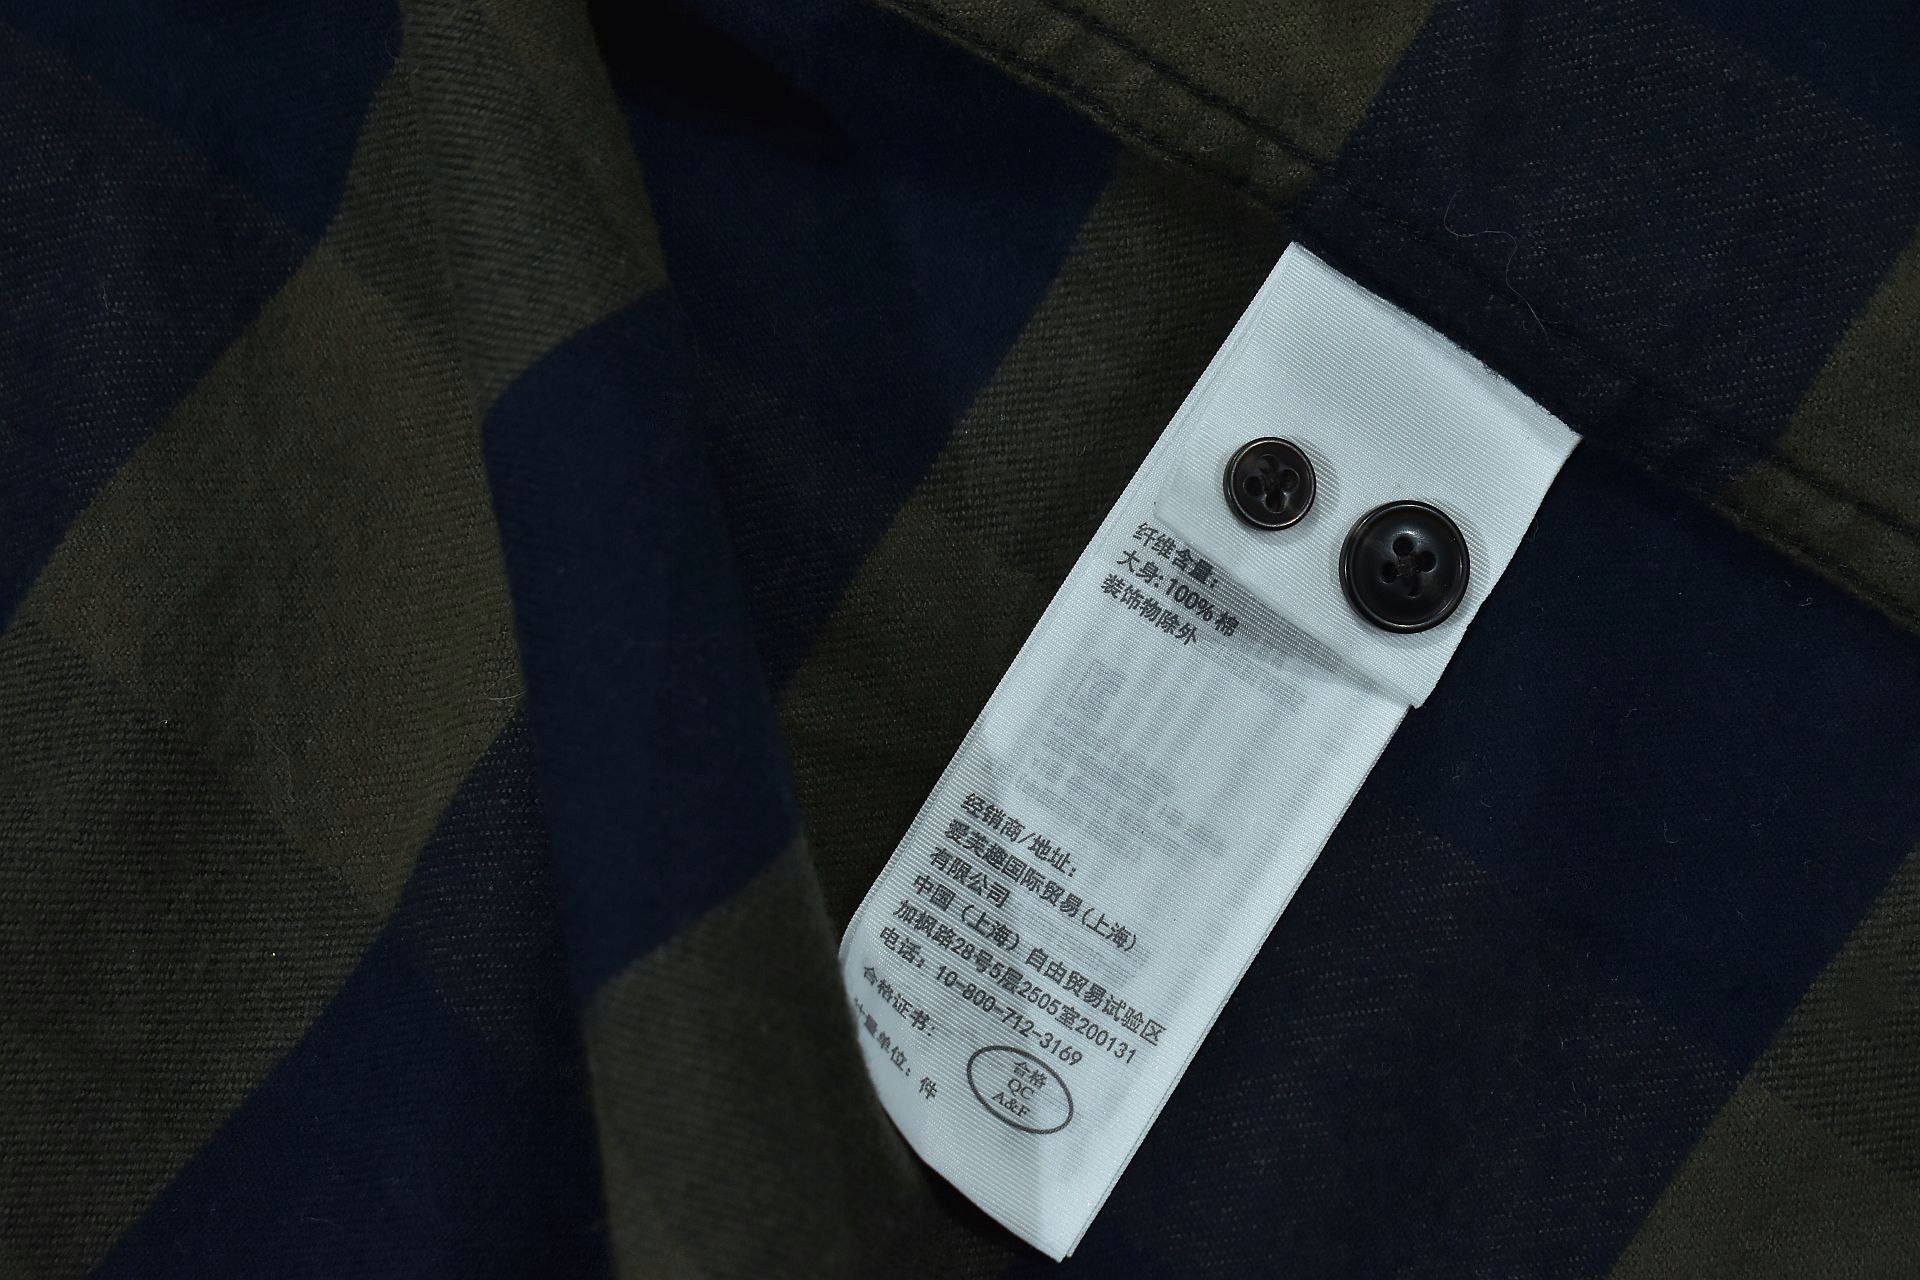 纤维含量:
大身: 100% 棉
装饰物除外
经销商/地址:
爱芙趣国际贸易(上海)
有限公司
中国（上海）自由贸易试验区
加枫路28号5层2505室200131
电话: 10-800-712-3169
合格证书:
计量单位: 件
合格
QC
A&F